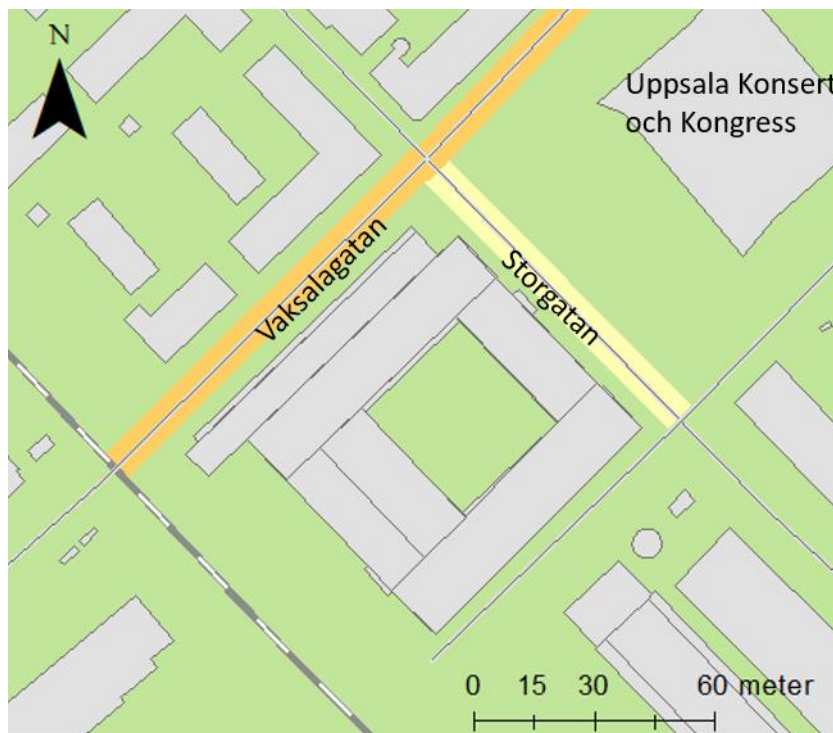 N
Uppsala Konsert
och Kongress
Vaksalagatan
Storgatan
0 15 30 60 meter